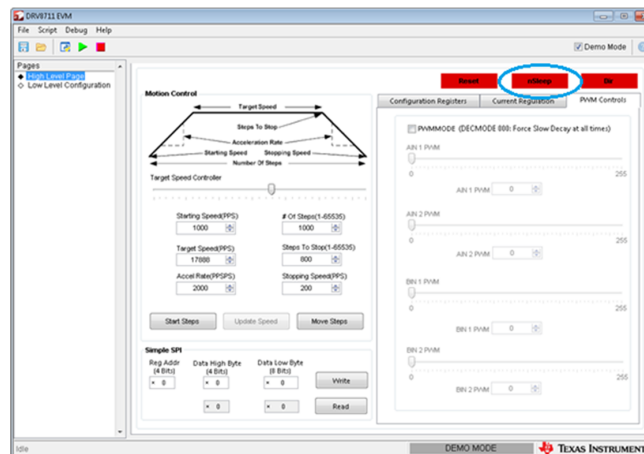 DRV8711 EVM
File Script Debug Help
Demo Mode
Pages
High Level Page
Low Level Configuration
Reset nSleep Dir
Motion Control
Configuration Registers Current Regulation PWM Controls
Target Speed
Steps To Stop
Acceleration Rate
Starting Speed Stopping Speed
Number Of Steps
Target Speed Controller
Starting Speed(PPS) # Of Steps(1-65535)
1000 1000
Target Speed(PPS) Steps To Stop(1-65535)
17888 800
Accel Rate(PPSPS) Stopping Speed(PPS)
2000 200
Start Steps Update Speed Move Steps
Simple SPI
Reg Addr Data High Byte Data Low Byte
(4 Bits) (4 Bits) (8 Bits)
× 0 × 0 × 0 Write
× 0 × 0 Read
PWMMODE (DECMODE 000: Force Slow Decay at all times)
AIN 1 PWM
0 255
AIN 1 PWM 0
AIN 2 PWM
0 255
AIN 2 PWM 0
BIN 1 PWM
0 255
BIN 1 PWM 0
BIN 2 PWM
0 255
BIN 2 PWM 0
Idle DEMO MODE TEXAS INSTRUMENT